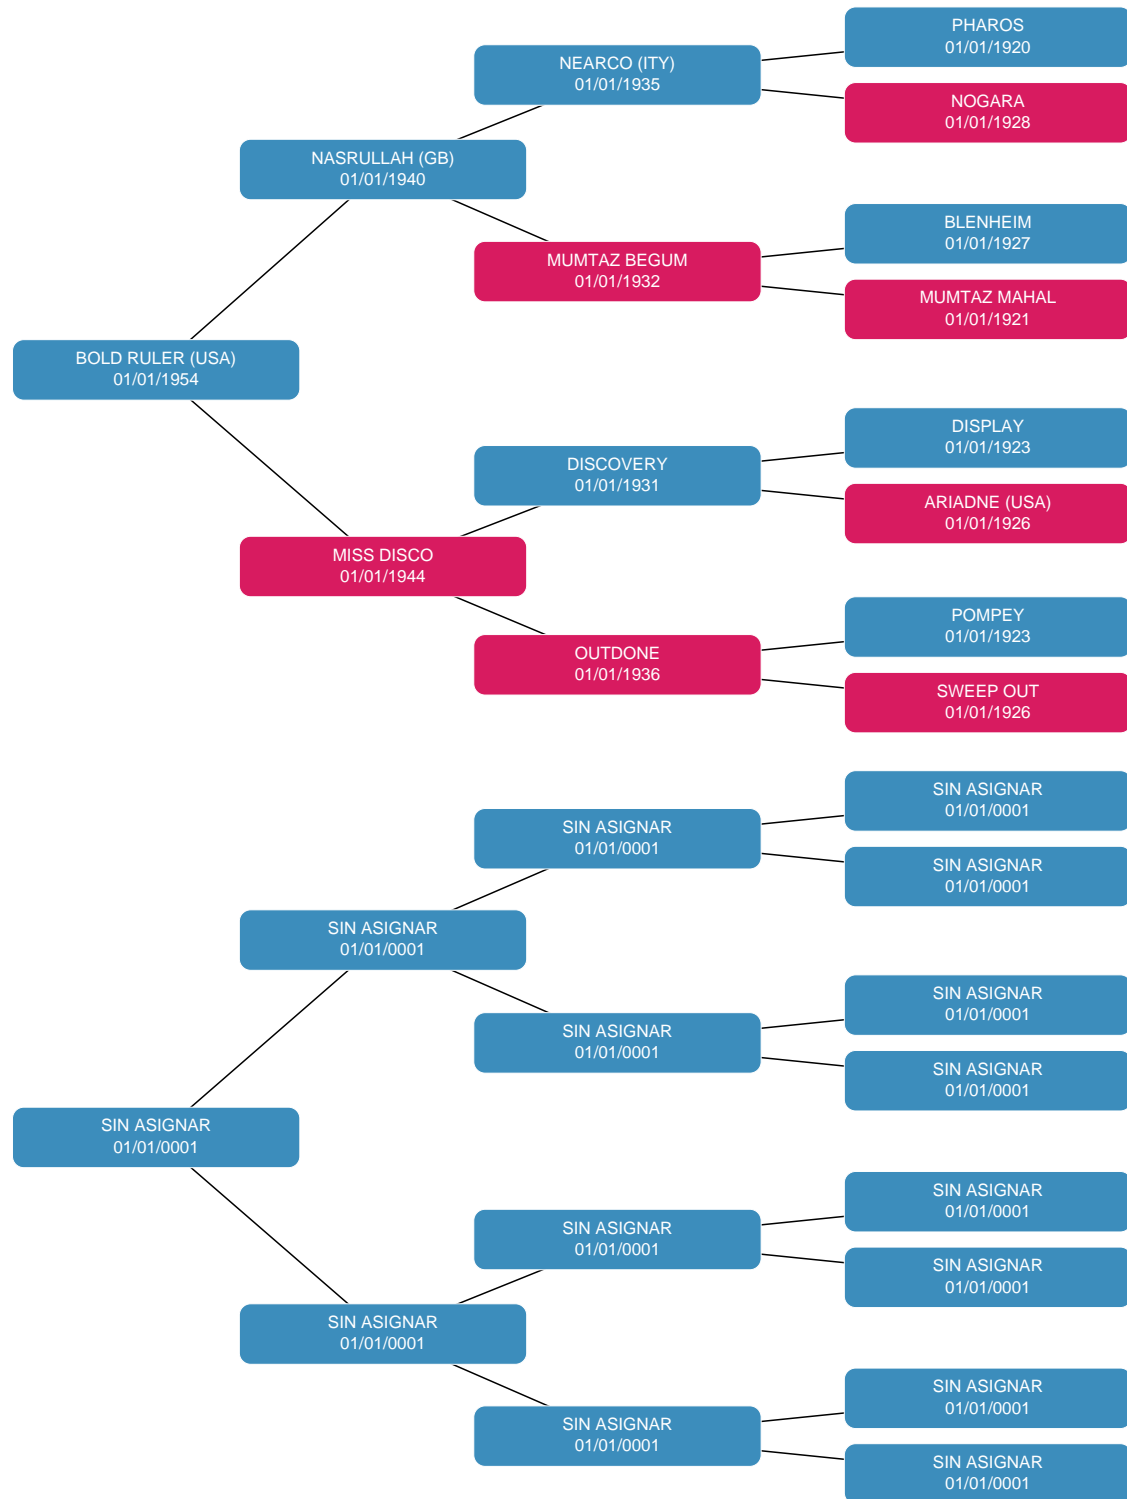 PHAROS
01/01/1920
NEARCO (ITY)
01/01/1935
NOGARA
01/01/1928
NASRULLAH (GB)
01/01/1940
BLENHEIM
01/01/1927
MUMTAZ BEGUM
01/01/1932
MUMTAZ MAHAL
01/01/1921
BOLD RULER (USA)
01/01/1954
DISPLAY
01/01/1923
DISCOVERY
01/01/1931
ARIADNE (USA)
01/01/1926
MISS DISCO
01/01/1944
POMPEY
01/01/1923
OUTDONE
01/01/1936
SWEEP OUT
01/01/1926
SIN ASIGNAR
01/01/0001
SIN ASIGNAR
01/01/0001
SIN ASIGNAR
01/01/0001
SIN ASIGNAR
01/01/0001
SIN ASIGNAR
01/01/0001
SIN ASIGNAR
01/01/0001
SIN ASIGNAR
01/01/0001
SIN ASIGNAR
01/01/0001
SIN ASIGNAR
01/01/0001
SIN ASIGNAR
01/01/0001
SIN ASIGNAR
01/01/0001
SIN ASIGNAR
01/01/0001
SIN ASIGNAR
01/01/0001
SIN ASIGNAR
01/01/0001
SIN ASIGNAR
01/01/0001